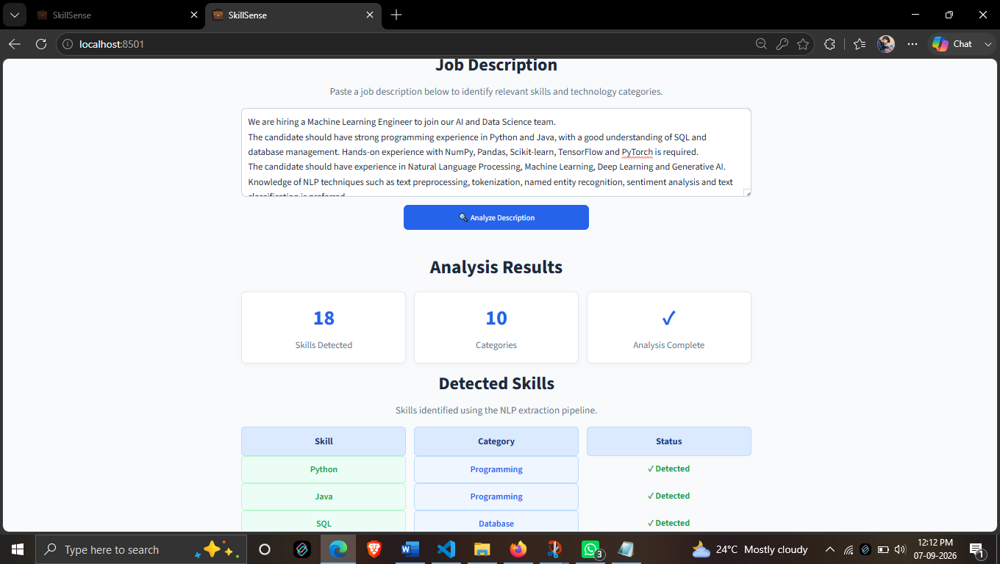 SkillSense
SkillSense
localhost:8501
Chat
Job Description
Paste a job description below to identify relevant skills and technology categories.
We are hiring a Machine Learning Engineer to join our AI and Data Science team.
The candidate should have strong programming experience in Python and Java, with a good understanding of SQL and
database management. Hands-on experience with NumPy, Pandas, Scikit-learn, TensorFlow and PyTorch is required.
The candidate should have experience in Natural Language Processing, Machine Learning, Deep Learning and Generative AI.
Knowledge of NLP techniques such as text preprocessing, tokenization, named entity recognition, sentiment analysis and text
classification is preferred
Analyze Description
Analysis Results
18 10 ✓
Skills Detected Categories Analysis Complete
Detected Skills
Skills identified using the NLP extraction pipeline.
Skill Category Status
Python Programming ✓ Detected
Java Programming ✓ Detected
SQL Database ✓ Detected
Type here to search
3
24°C Mostly cloudy
12:12 PM
07-09-2026
1